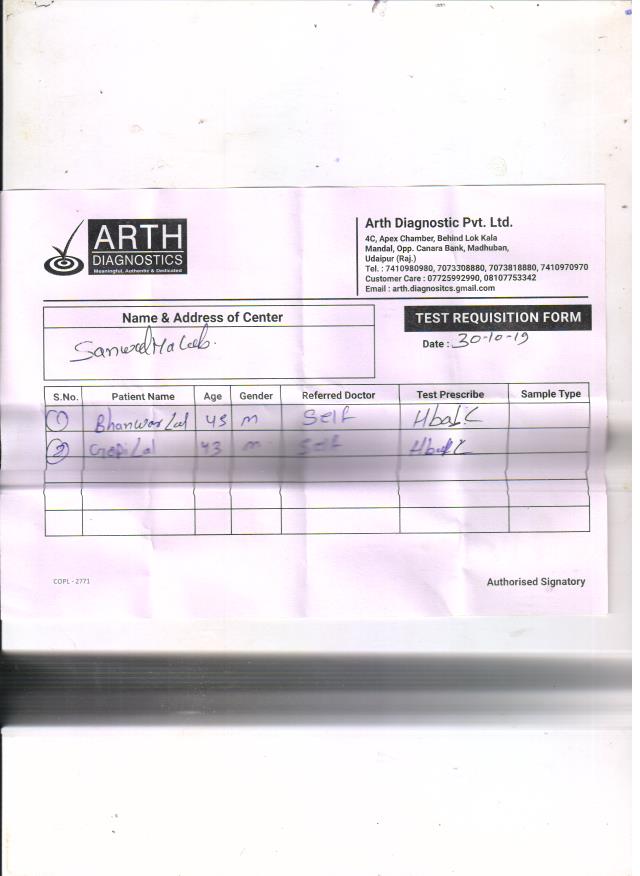 ARTH
DIAGNOSTICS
Meaningful, Authentic & Dedicated
Arth Diagnostic Pvt. Ltd.
4C, Apex Chamber, Behind Lok Kala
Mandal, Opp. Canara Bank, Madhuban,
Udaipur (Raj.)
Tel. : 7410980980, 7073308880, 7073818880, 7410970970
Customer Care : 07725992990, 08107753342
Email : arth.diagnositcs.gmail.com
Name & Address of Center
TEST REQUISITION FORM
Date : 30-10-19
S.No. Patient Name Age Gender Referred Doctor Test Prescribe Sample Type
1 Bhanwar Lal 45 m Self HbA1C
2 Gopi Lal 43 m Self HbA1C
COPL - 2771
Authorised Signatory